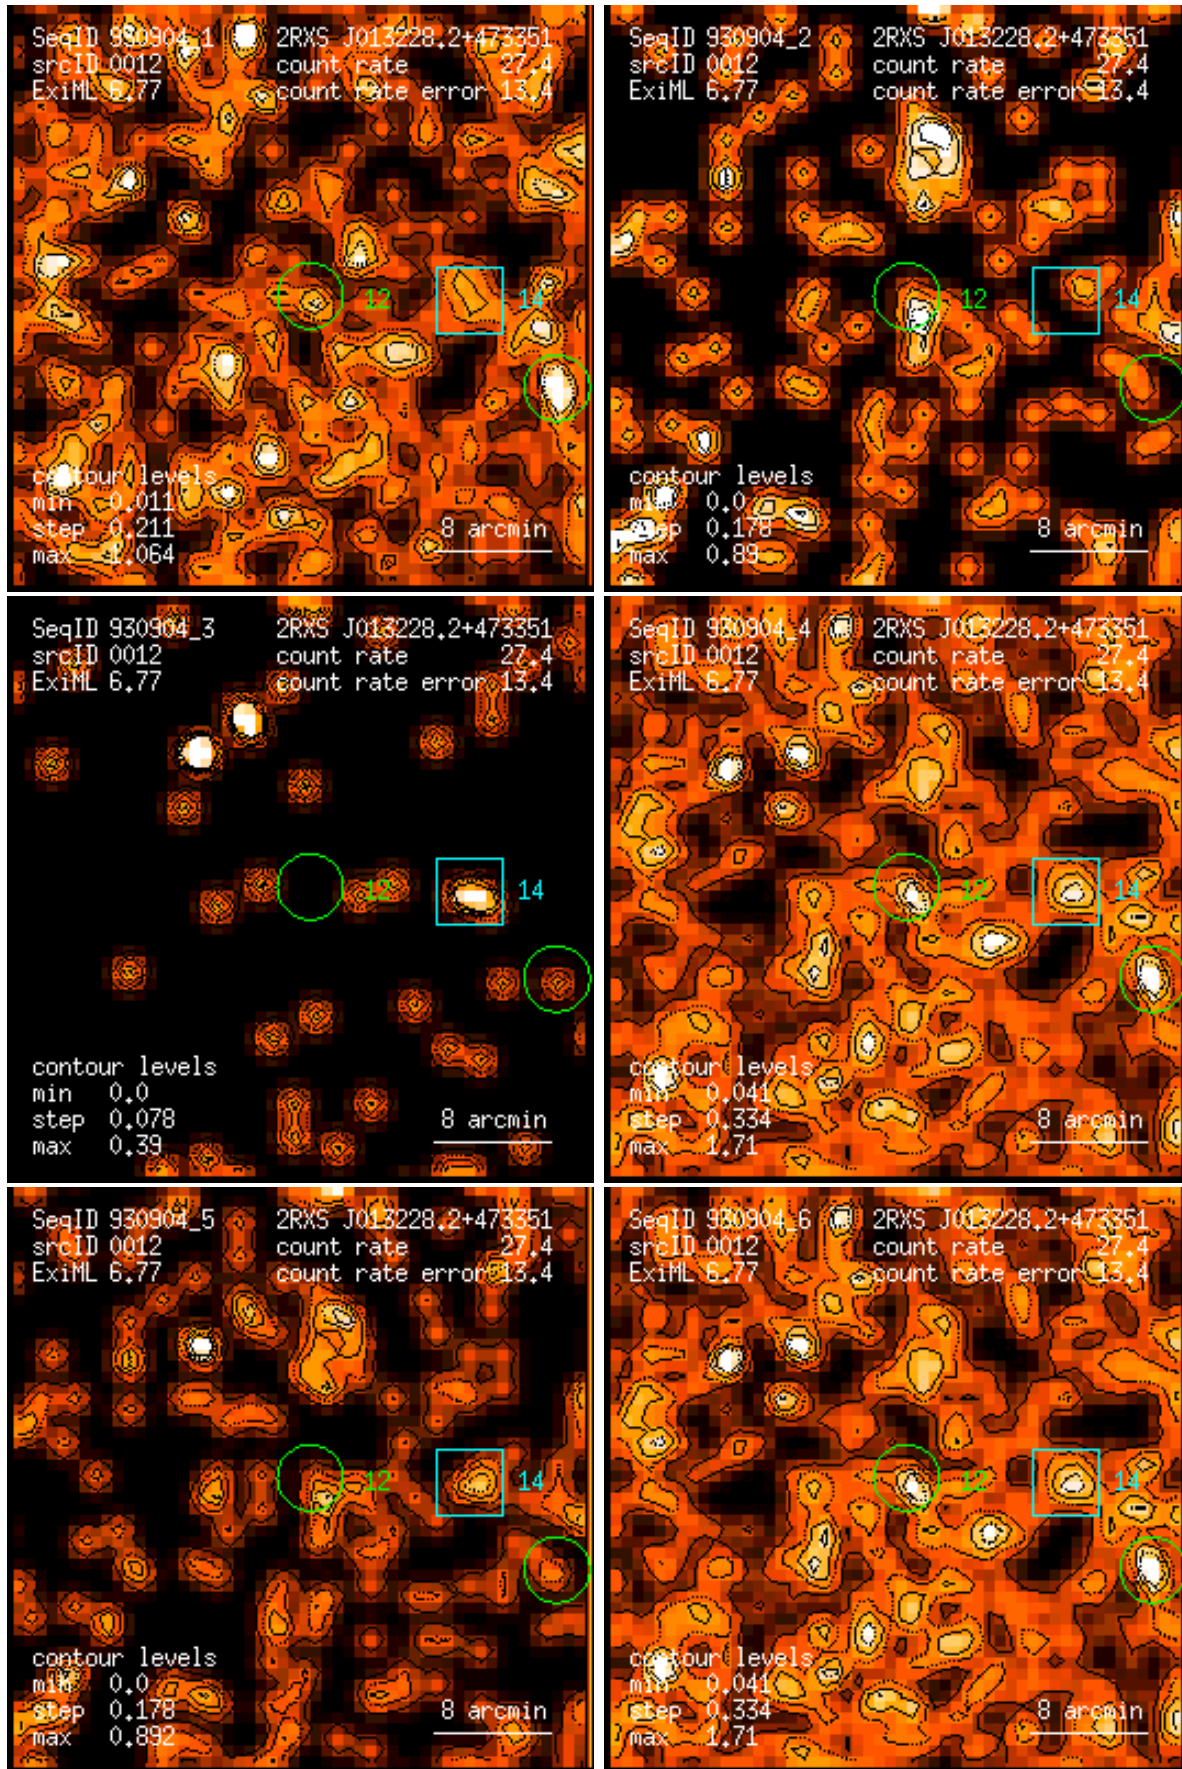 SeqID 930904_1 2RXS J013228.2+473351
srcID 0012 count rate 27.4
ExiML 6.77 count rate error 13.4
12
14
contour levels
min 0.011
step 0.211
max 1.064
8 arcmin
SeqID 930904_2 2RXS J013228.2+473351
srcID 0012 count rate 27.4
ExiML 6.77 count rate error 13.4
12
14
contour levels
min 0.0
step 0.178
max 0.89
8 arcmin
SeqID 930904_3 2RXS J013228.2+473351
srcID 0012 count rate 27.4
ExiML 6.77 count rate error 13.4
12
14
contour levels
min 0.0
step 0.078
max 0.39
8 arcmin
SeqID 930904_4 2RXS J013228.2+473351
srcID 0012 count rate 27.4
ExiML 6.77 count rate error 13.4
12
14
contour levels
min 0.041
step 0.334
max 1.71
8 arcmin
SeqID 930904_5 2RXS J013228.2+473351
srcID 0012 count rate 27.4
ExiML 6.77 count rate error 13.4
12
14
contour levels
min 0.0
step 0.178
max 0.892
8 arcmin
SeqID 930904_6 2RXS J013228.2+473351
srcID 0012 count rate 27.4
ExiML 6.77 count rate error 13.4
12
14
contour levels
min 0.041
step 0.334
max 1.71
8 arcmin